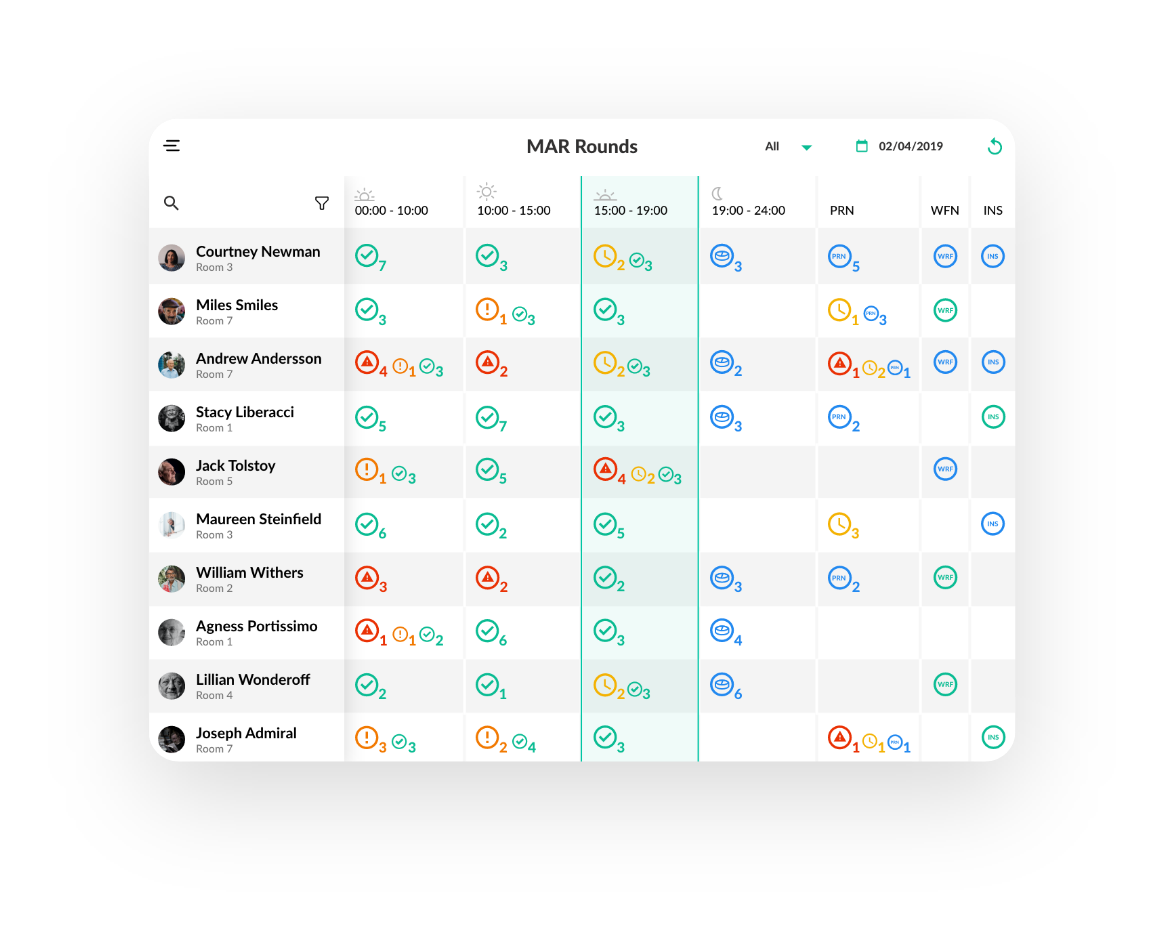 MAR Rounds All 02/04/2019
00:00 - 10:00 10:00 - 15:00 15:00 - 19:00 19:00 - 24:00 PRN WFN INS
Courtney Newman 7 3 2 3 3 PRN 5 WRF INS
Room 3
Miles Smiles 3 1 3 3 1 PRN 3 WRF
Room 7
Andrew Andersson 4 1 3 2 2 3 2 1 2 PRN 1 WRF INS
Room 7
Stacy Liberacci 5 7 3 3 PRN 2 INS
Room 1
Jack Tolstoy 1 3 5 4 2 3 WRF
Room 5
Maureen Steinfield 6 2 5 3 INS
Room 3
William Withers 3 2 2 3 PRN 2 WRF
Room 2
Agness Portissimo 1 1 2 6 3 4
Room 1
Lillian Wonderoff 2 1 2 3 6 WRF
Room 4
Joseph Admiral 3 3 2 4 3 1 1 PRN 1 INS
Room 7